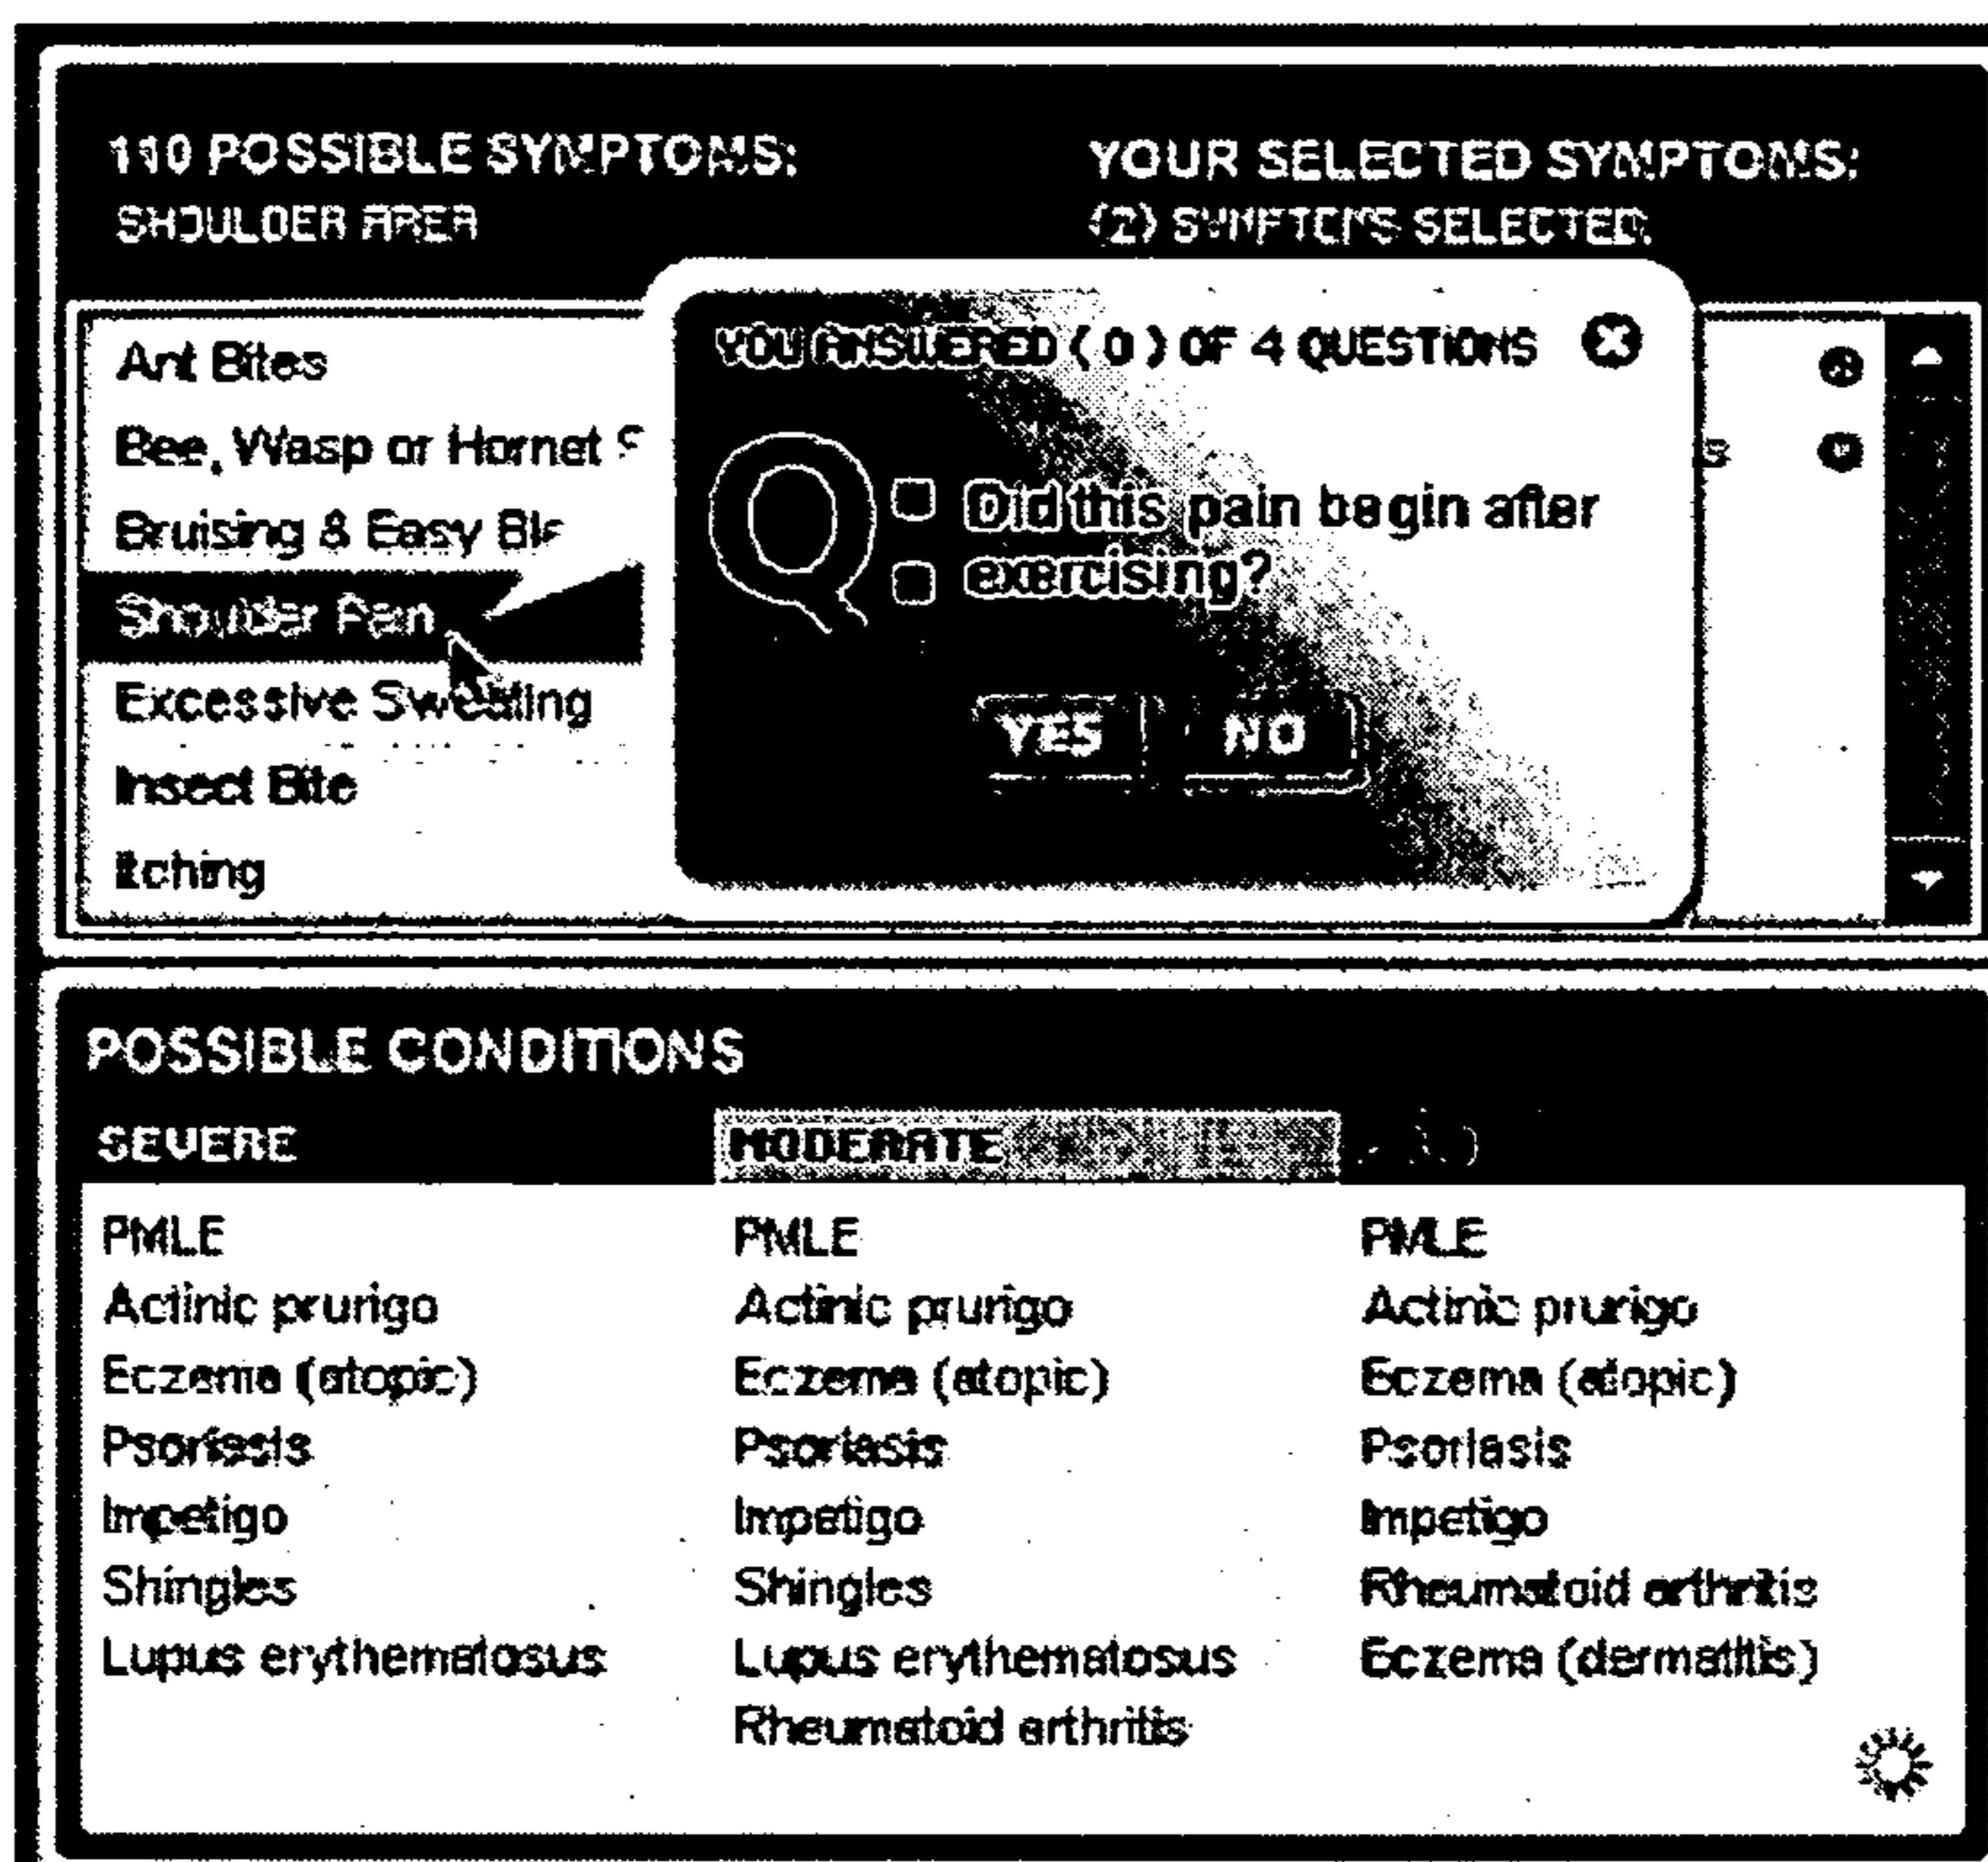 110 POSSIBLE SYMPTOMS:
SHOULDER AREA
YOUR SELECTED SYMPTOMS:
(2) SYMPTOMS SELECTED.
Ant Bites
Bee, Wasp or Hornet S
Bruising & Easy Ble
Shoulder Pain
Excessive Sweating
Insect Bite
Itching
s
YOU ANSWERED ( 0 ) OF 4 QUESTIONS
Q
Did this pain begin after
exercising?
YES NO
POSSIBLE CONDITIONS
SEVERE
PMLE
Actinic prurigo
Eczema (atopic)
Psoriasis
Impetigo
Shingles
Lupus erythematosus
MODERATE
PMLE
Actinic prurigo
Eczema (atopic)
Psoriasis
Impetigo
Shingles
Lupus erythematosus
Rheumatoid arthritis
PMLE
Actinic prurigo
Eczema (atopic)
Psoriasis
Impetigo
Rheumatoid arthritis
Eczema (dermatitis)